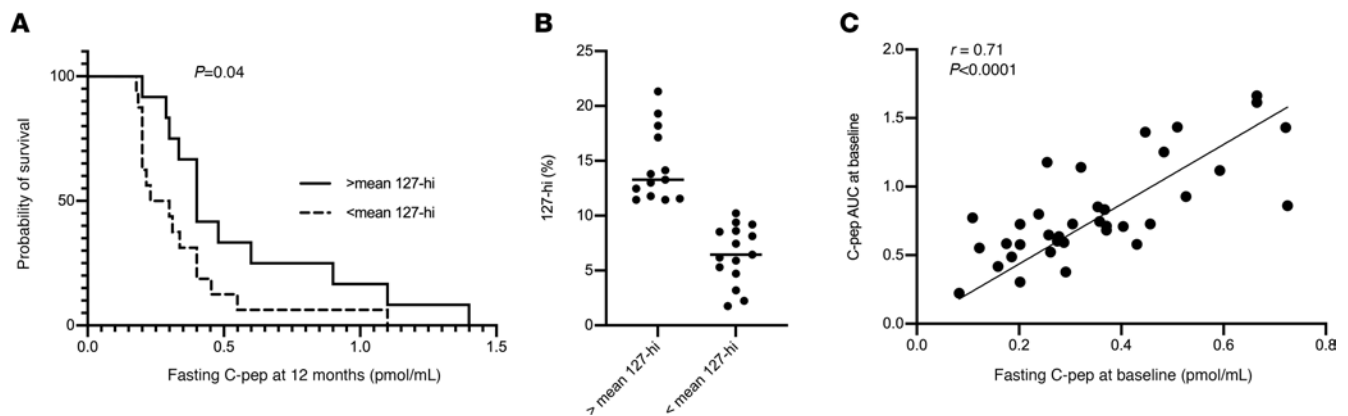 A
P=0.04
100
50
0
Probability of survival
>mean 127-hi
<mean 127-hi
0.0
0.5
1.0
1.5
Fasting C-pep at 12 months (pmol/mL)
B
25
20
15
10
5
0
127-hi (%)
> mean 127-hi
< mean 127-hi
C
r = 0.71
P<0.0001
2.0
1.5
1.0
0.5
0.0
C-pep AUC at baseline
0.0
0.2
0.4
0.6
0.8
Fasting C-pep at baseline (pmol/mL)